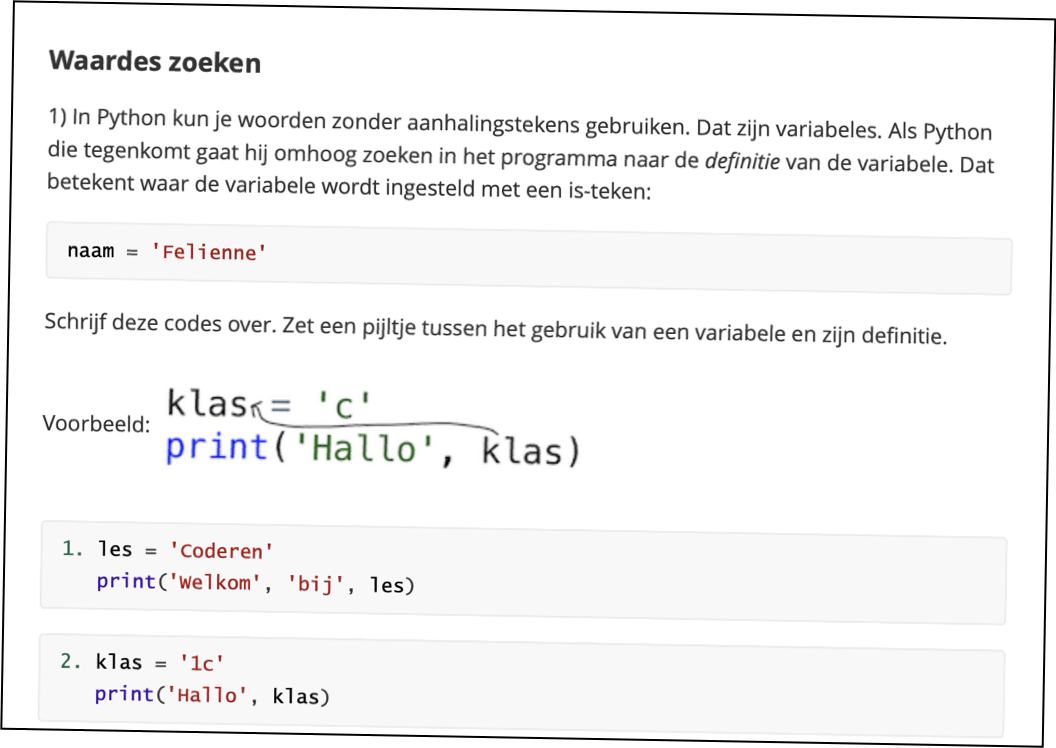 Waardes zoeken
1) In Python kun je woorden zonder aanhalingstekens gebruiken. Dat zijn variabeles. Als Python
die tegenkomt gaat hij omhoog zoeken in het programma naar de definitie van de variabele. Dat
betekent waar de variabele wordt ingesteld met een is-teken:
naam = 'Felienne'
Schrijf deze codes over. Zet een pijltje tussen het gebruik van een variabele en zijn definitie.
Voorbeeld:
klas = 'c'
print('Hallo', klas)
1. les = 'Coderen'
print('Welkom', 'bij', les)
2. klas = '1c'
print('Hallo', klas)